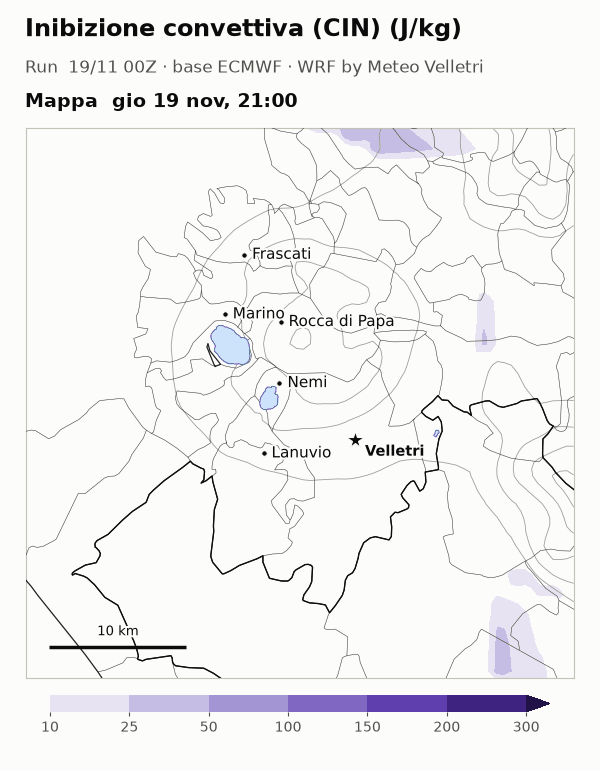 Inibizione convettiva (CIN) (J/kg)
Run  19/11 00Z · base ECMWF · WRF by Meteo Velletri
Mappa  gio 19 nov, 21:00
Frascati
Marino
Rocca di Papa
Nemi
Velletri
Lanuvio
10 km
10 25 50 100 150 200 300